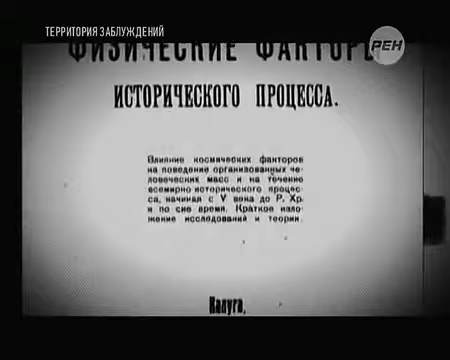 ТЕРРИТОРИЯ ЗАБЛУЖДЕНИЙ
РЕН
ФИЗИЧЕСКИЕ ФАКТОРЫ
ИСТОРИЧЕСКОГО ПРОЦЕССА.
Влияние космических факторов
на поведение организованных че-
ловеческих масс и на течение
всемирно-исторического процес-
са, начиная с V века до Р. Хр.
и по сие время. Краткое изло-
жение исследований и теории.
Калуга,